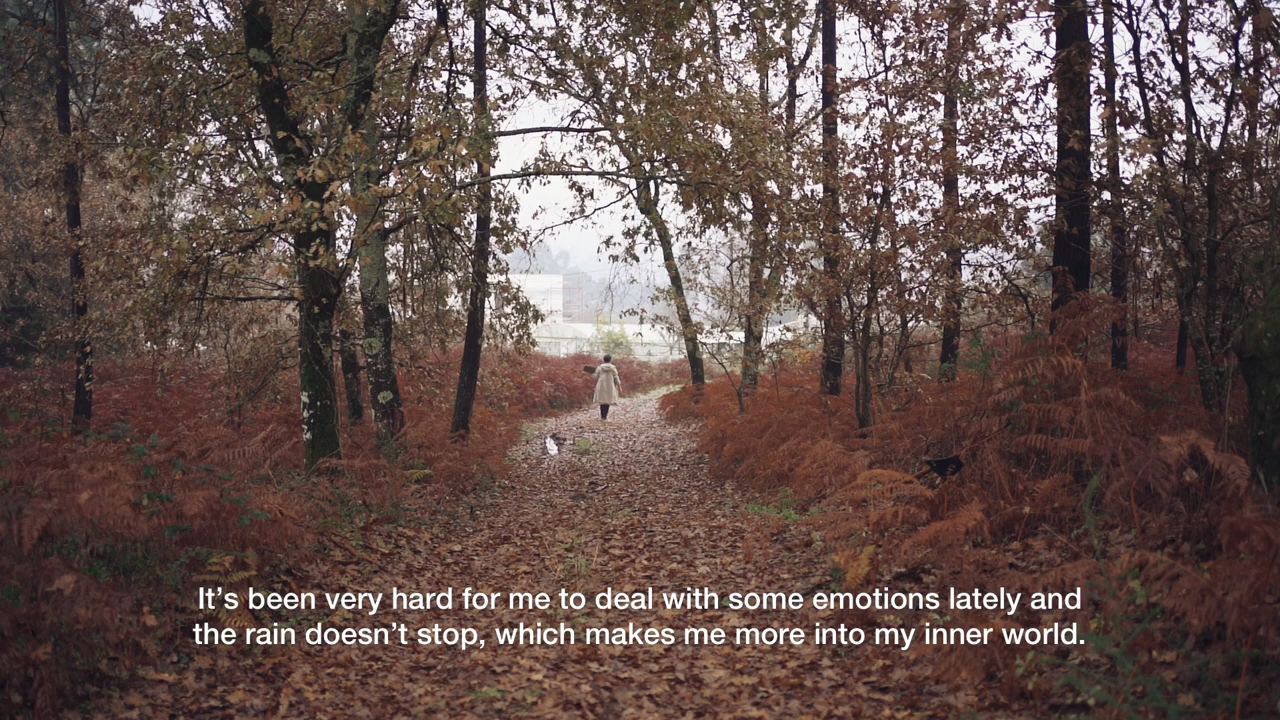 It’s been very hard for me to deal with some emotions lately and
the rain doesn’t stop, which makes me more into my inner world.